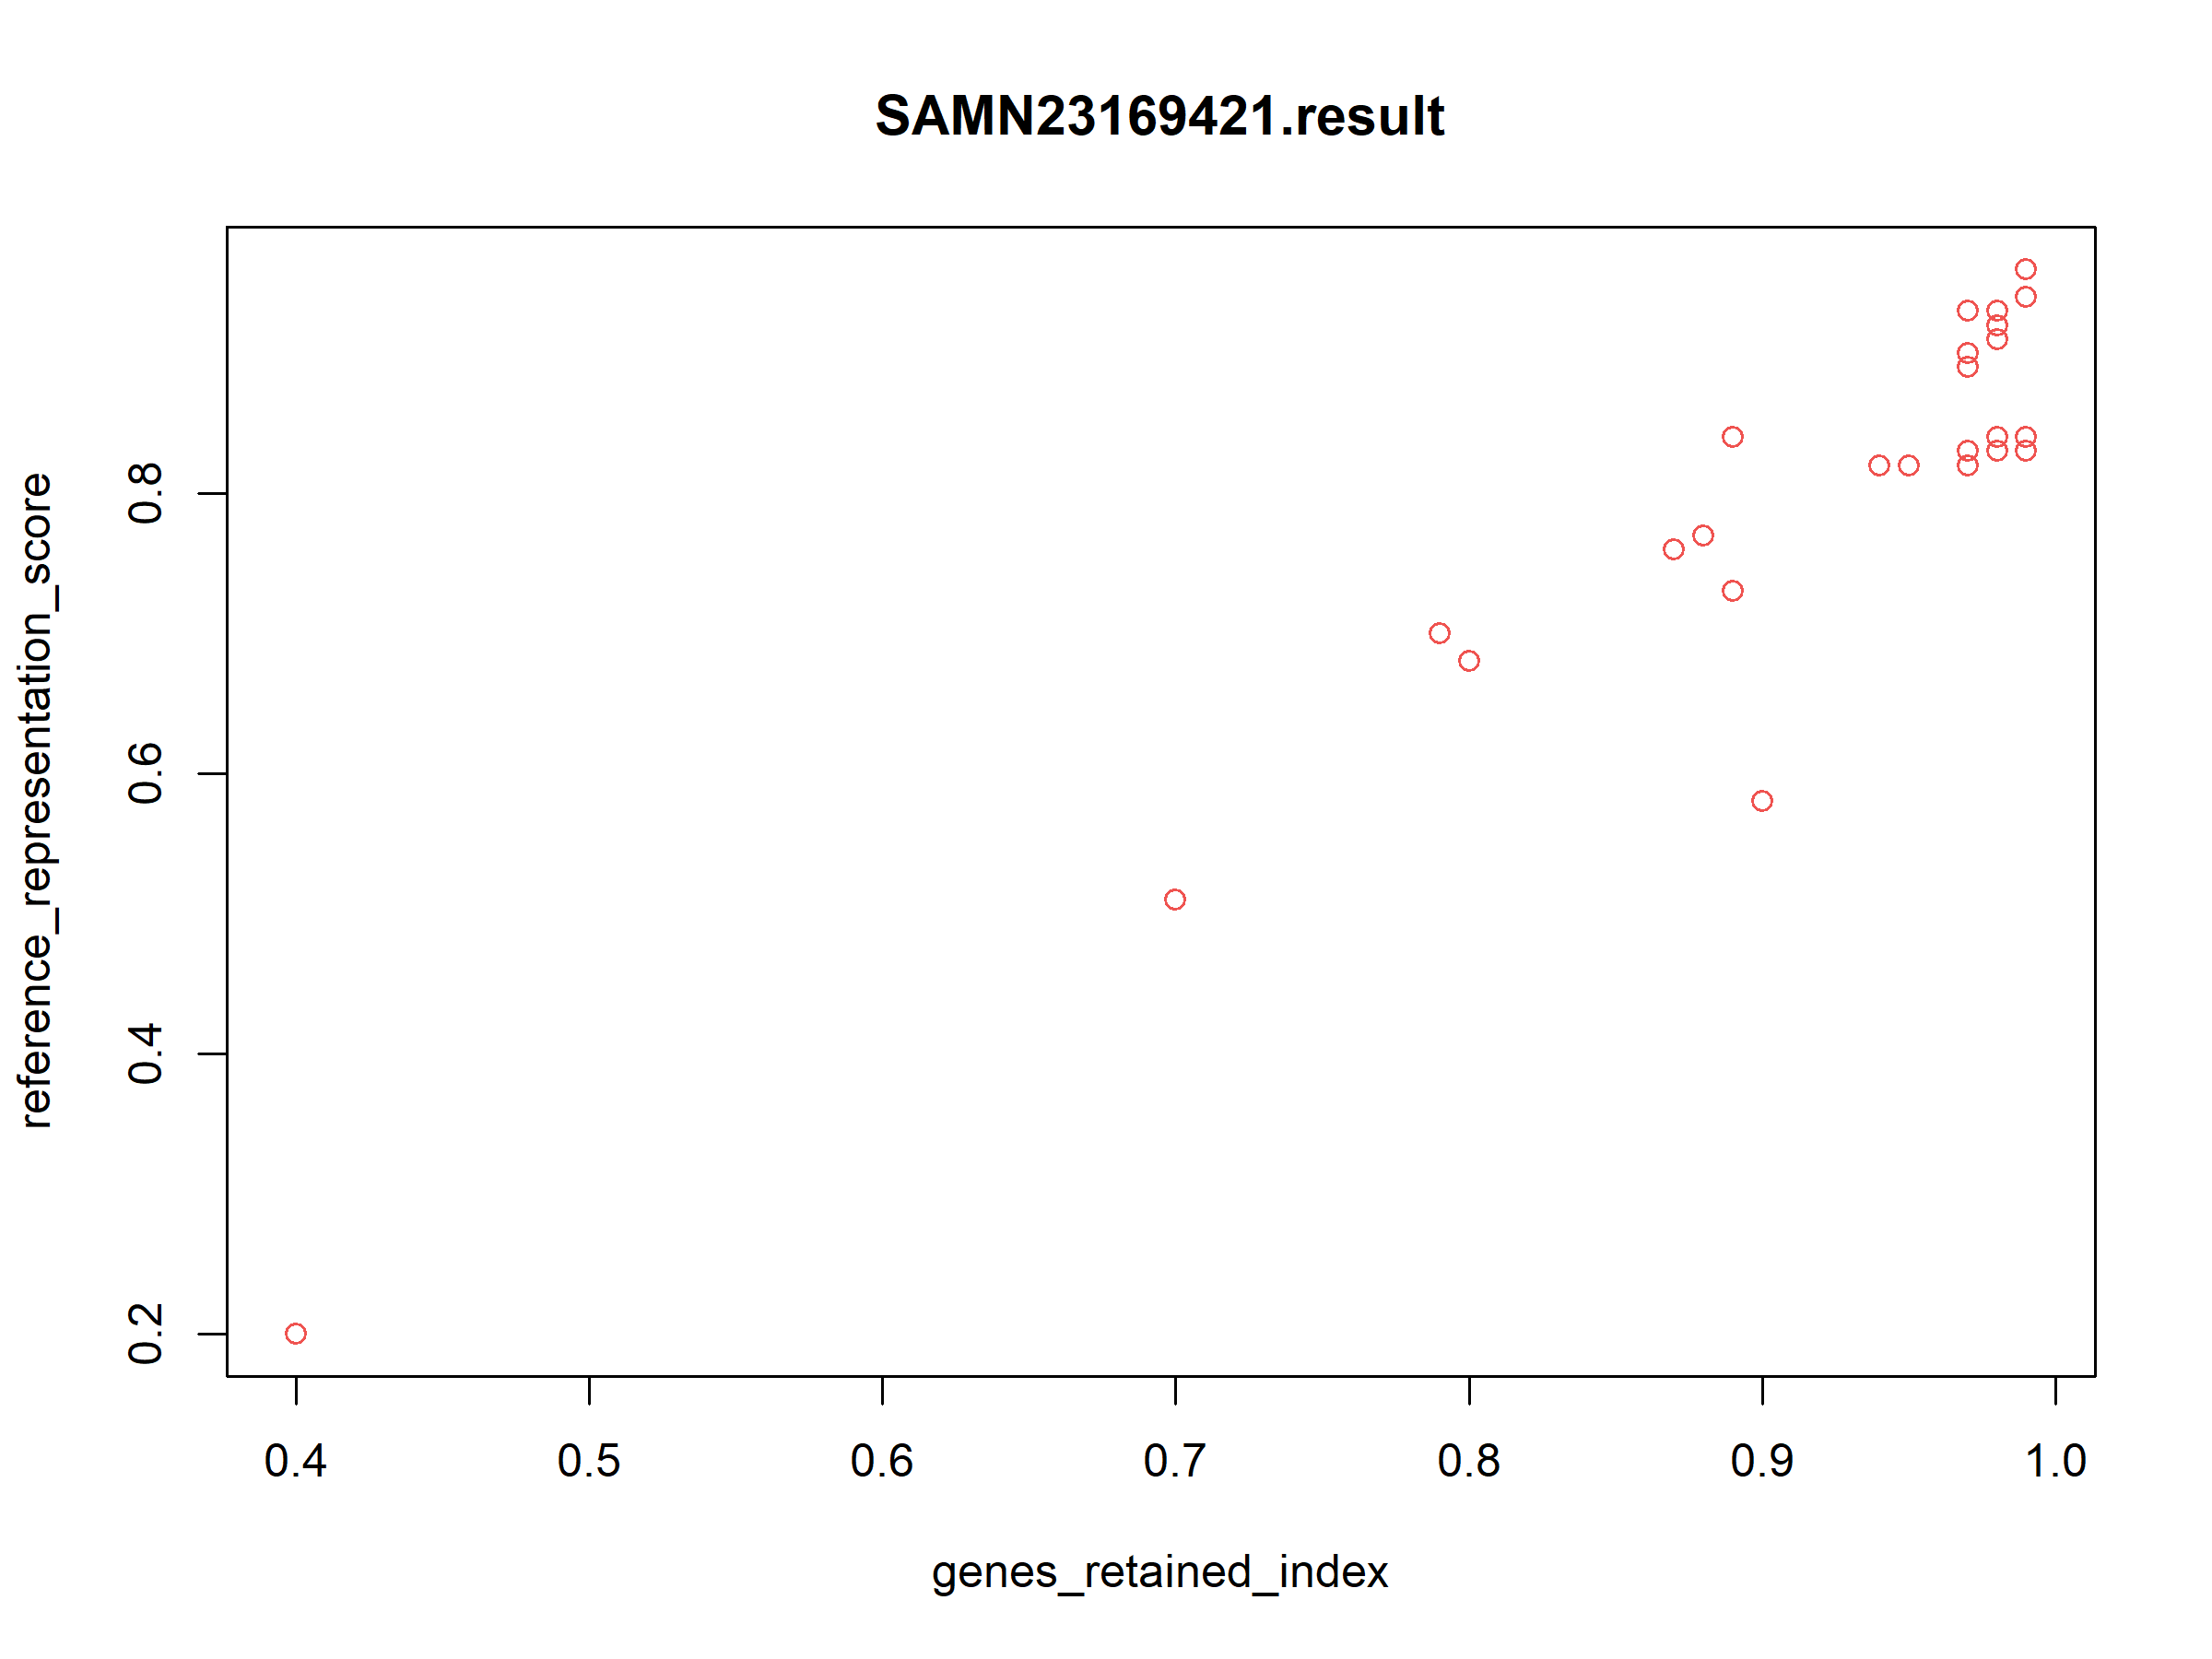 SAMN23169421.result
reference_representation_score
0.8
0.6
0.4
0.2
0.4 0.5 0.6 0.7 0.8 0.9 1.0
genes_retained_index